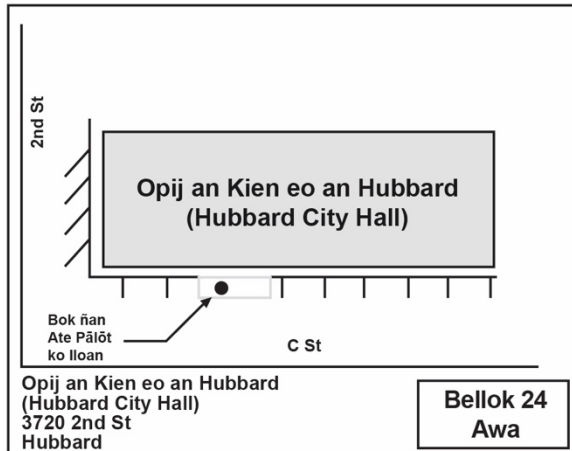 2nd St
Opij an Kien eo an Hubbard
(Hubbard City Hall)
Bok ñan
Ate Pālōt
ko Iloan
C St
Opij an Kien eo an Hubbard
(Hubbard City Hall)
3720 2nd St
Hubbard
Bellok 24
Awa